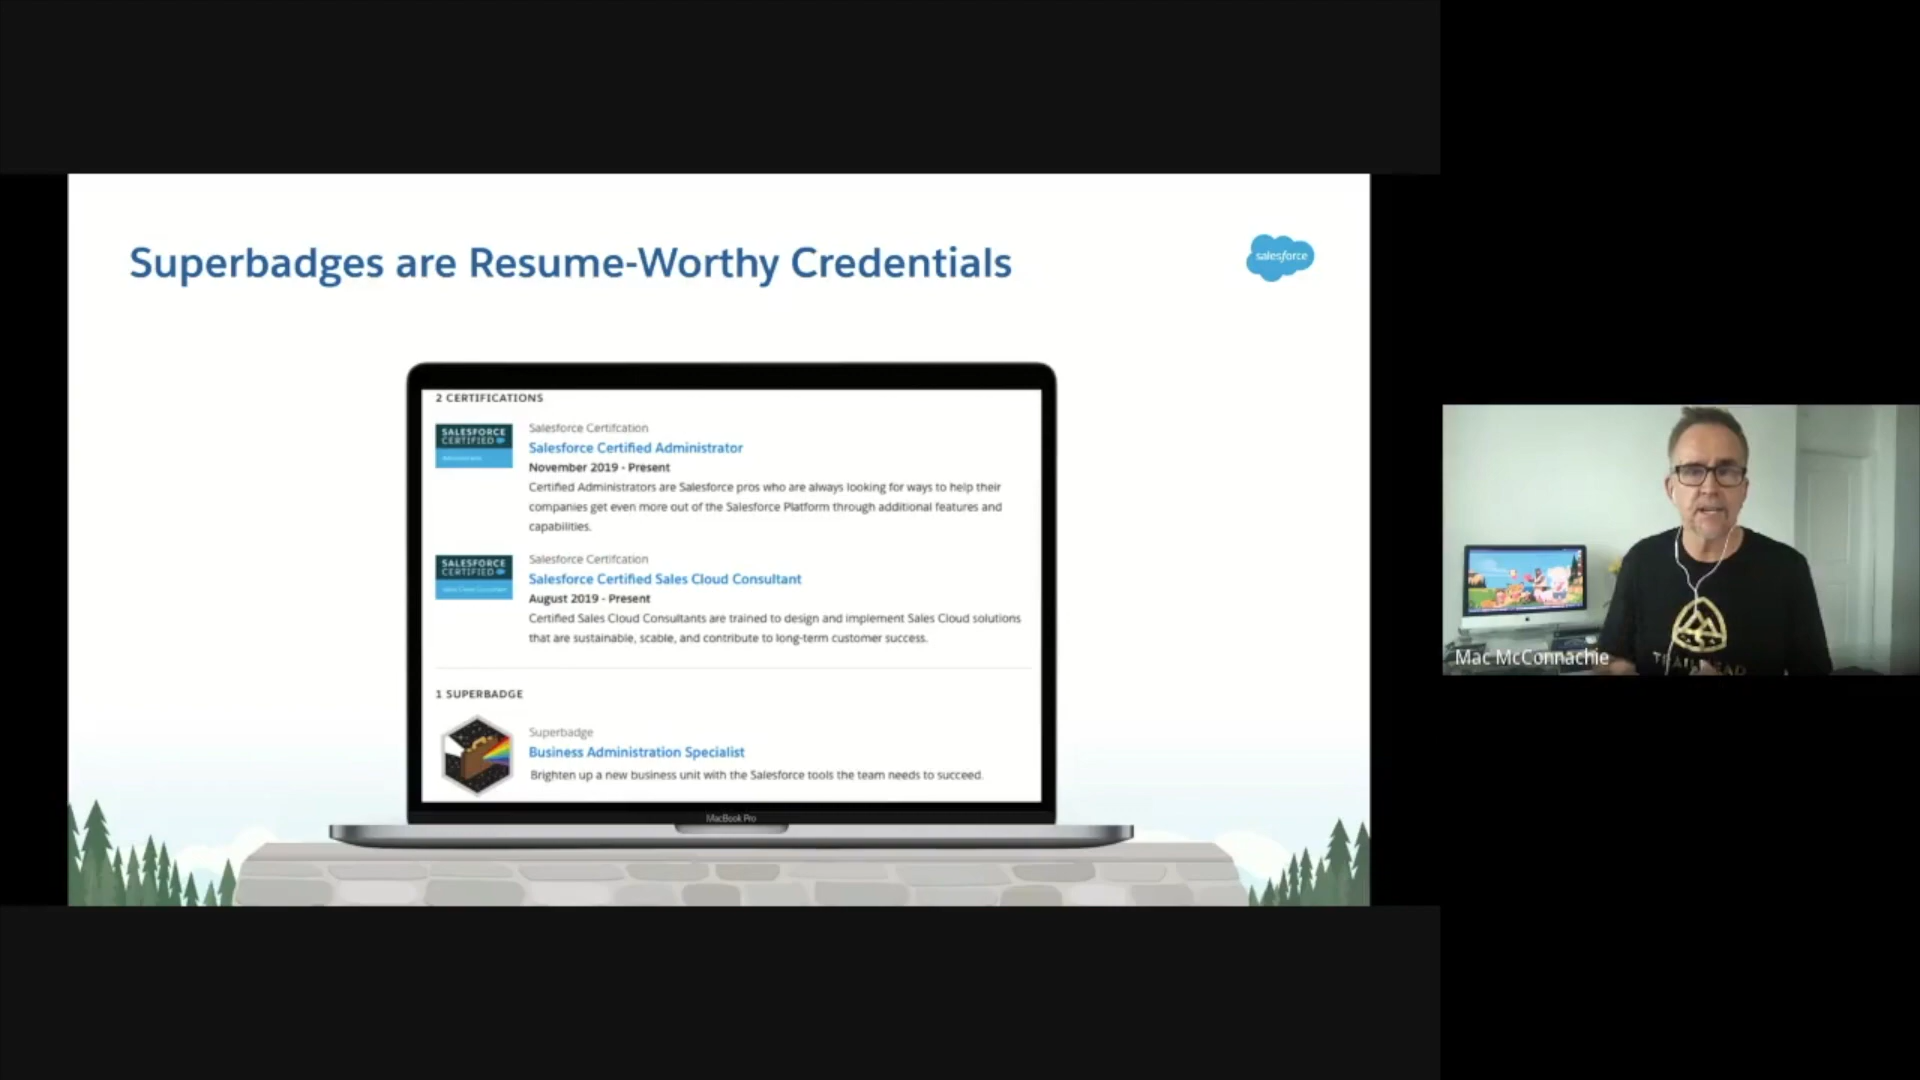 Superbadges are Resume-Worthy Credentials
salesforce
2 CERTIFICATIONS
SALESFORCE
CERTIFIED
Salesforce Certifcation
Salesforce Certified Administrator
November 2019 - Present
Certified Administrators are Salesforce pros who are always looking for ways to help their
companies get even more out of the Salesforce Platform through additional features and
capabilities.
SALESFORCE
CERTIFIED
Sales Cloud Consultant
Salesforce Certifcation
Salesforce Certified Sales Cloud Consultant
August 2019 - Present
Certified Sales Cloud Consultants are trained to design and implement Sales Cloud solutions
that are sustainable, scable, and contribute to long-term customer success.
1 SUPERBADGE
Superbadge
Business Administration Specialist
Brighten up a new business unit with the Salesforce tools the team needs to succeed.
MacBook Pro
Mac McConnachie